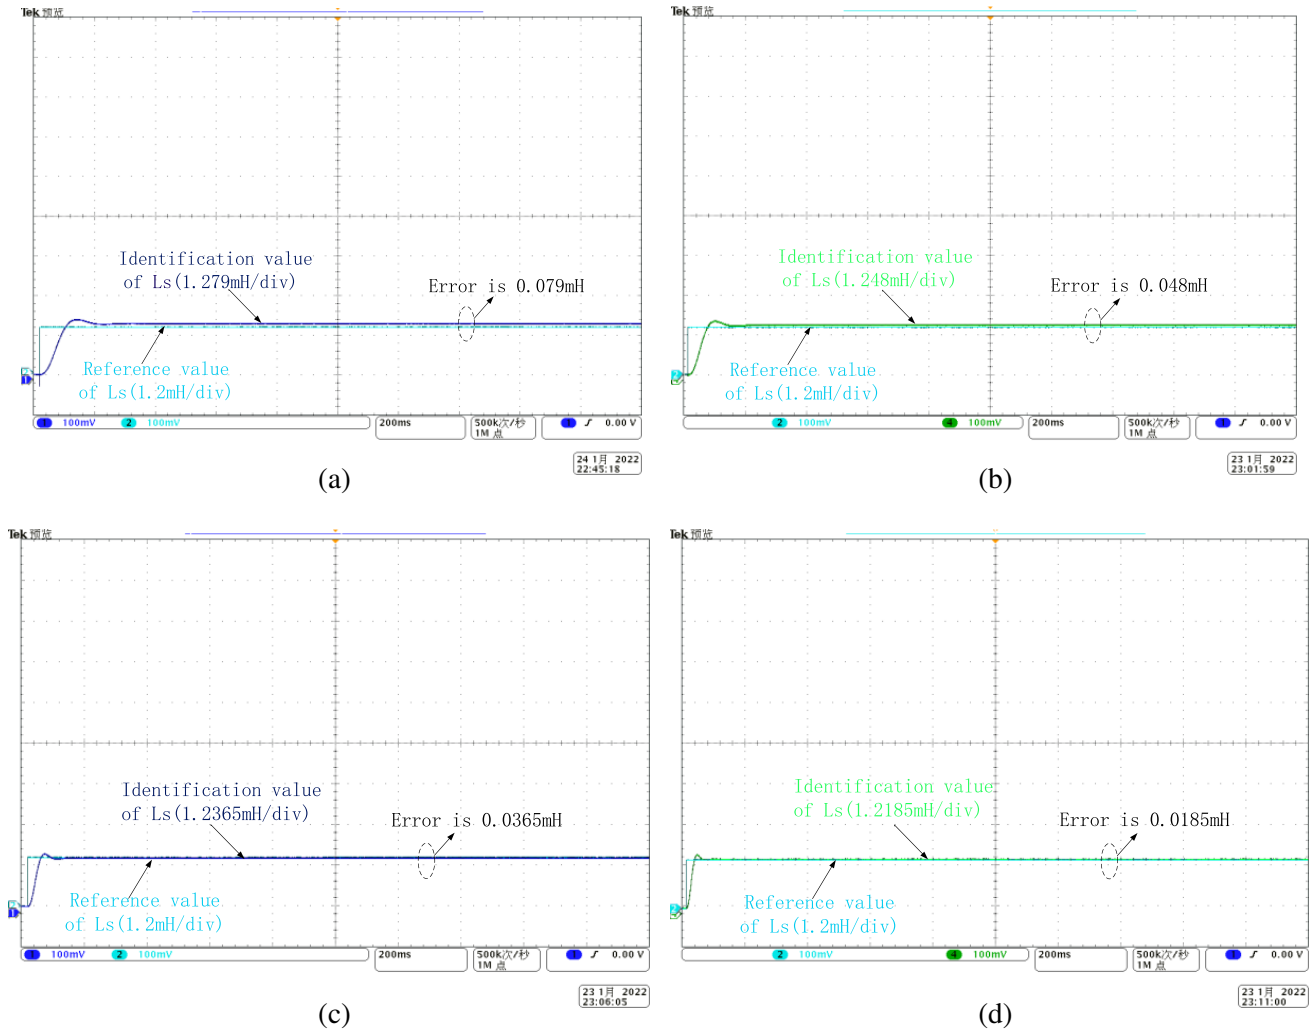 Tek 预览
Identification value
of Ls(1.279mH/div)
Error is 0.079mH
Reference value
of Ls(1.2mH/div)
2
1
1 100mV 2 100mV
200ms
500k次/秒
1M 点
1 0.00 V
24 1月 2022
22:45:18
(a)
Tek 预览
Identification value
of Ls(1.248mH/div)
Error is 0.048mH
Reference value
of Ls(1.2mH/div)
2
2 100mV 4 100mV
200ms
500k次/秒
1M 点
1 0.00 V
23 1月 2022
23:01:59
(b)
Tek 预览
Identification value
of Ls(1.2365mH/div)
Error is 0.0365mH
Reference value
of Ls(1.2mH/div)
2
1
1 100mV 2 100mV
200ms
500k次/秒
1M 点
1 0.00 V
23 1月 2022
23:06:05
(c)
Tek 预览
Identification value
of Ls(1.2185mH/div)
Error is 0.0185mH
Reference value
of Ls(1.2mH/div)
2
2 100mV 4 100mV
200ms
500k次/秒
1M 点
1 0.00 V
23 1月 2022
23:11:00
(d)